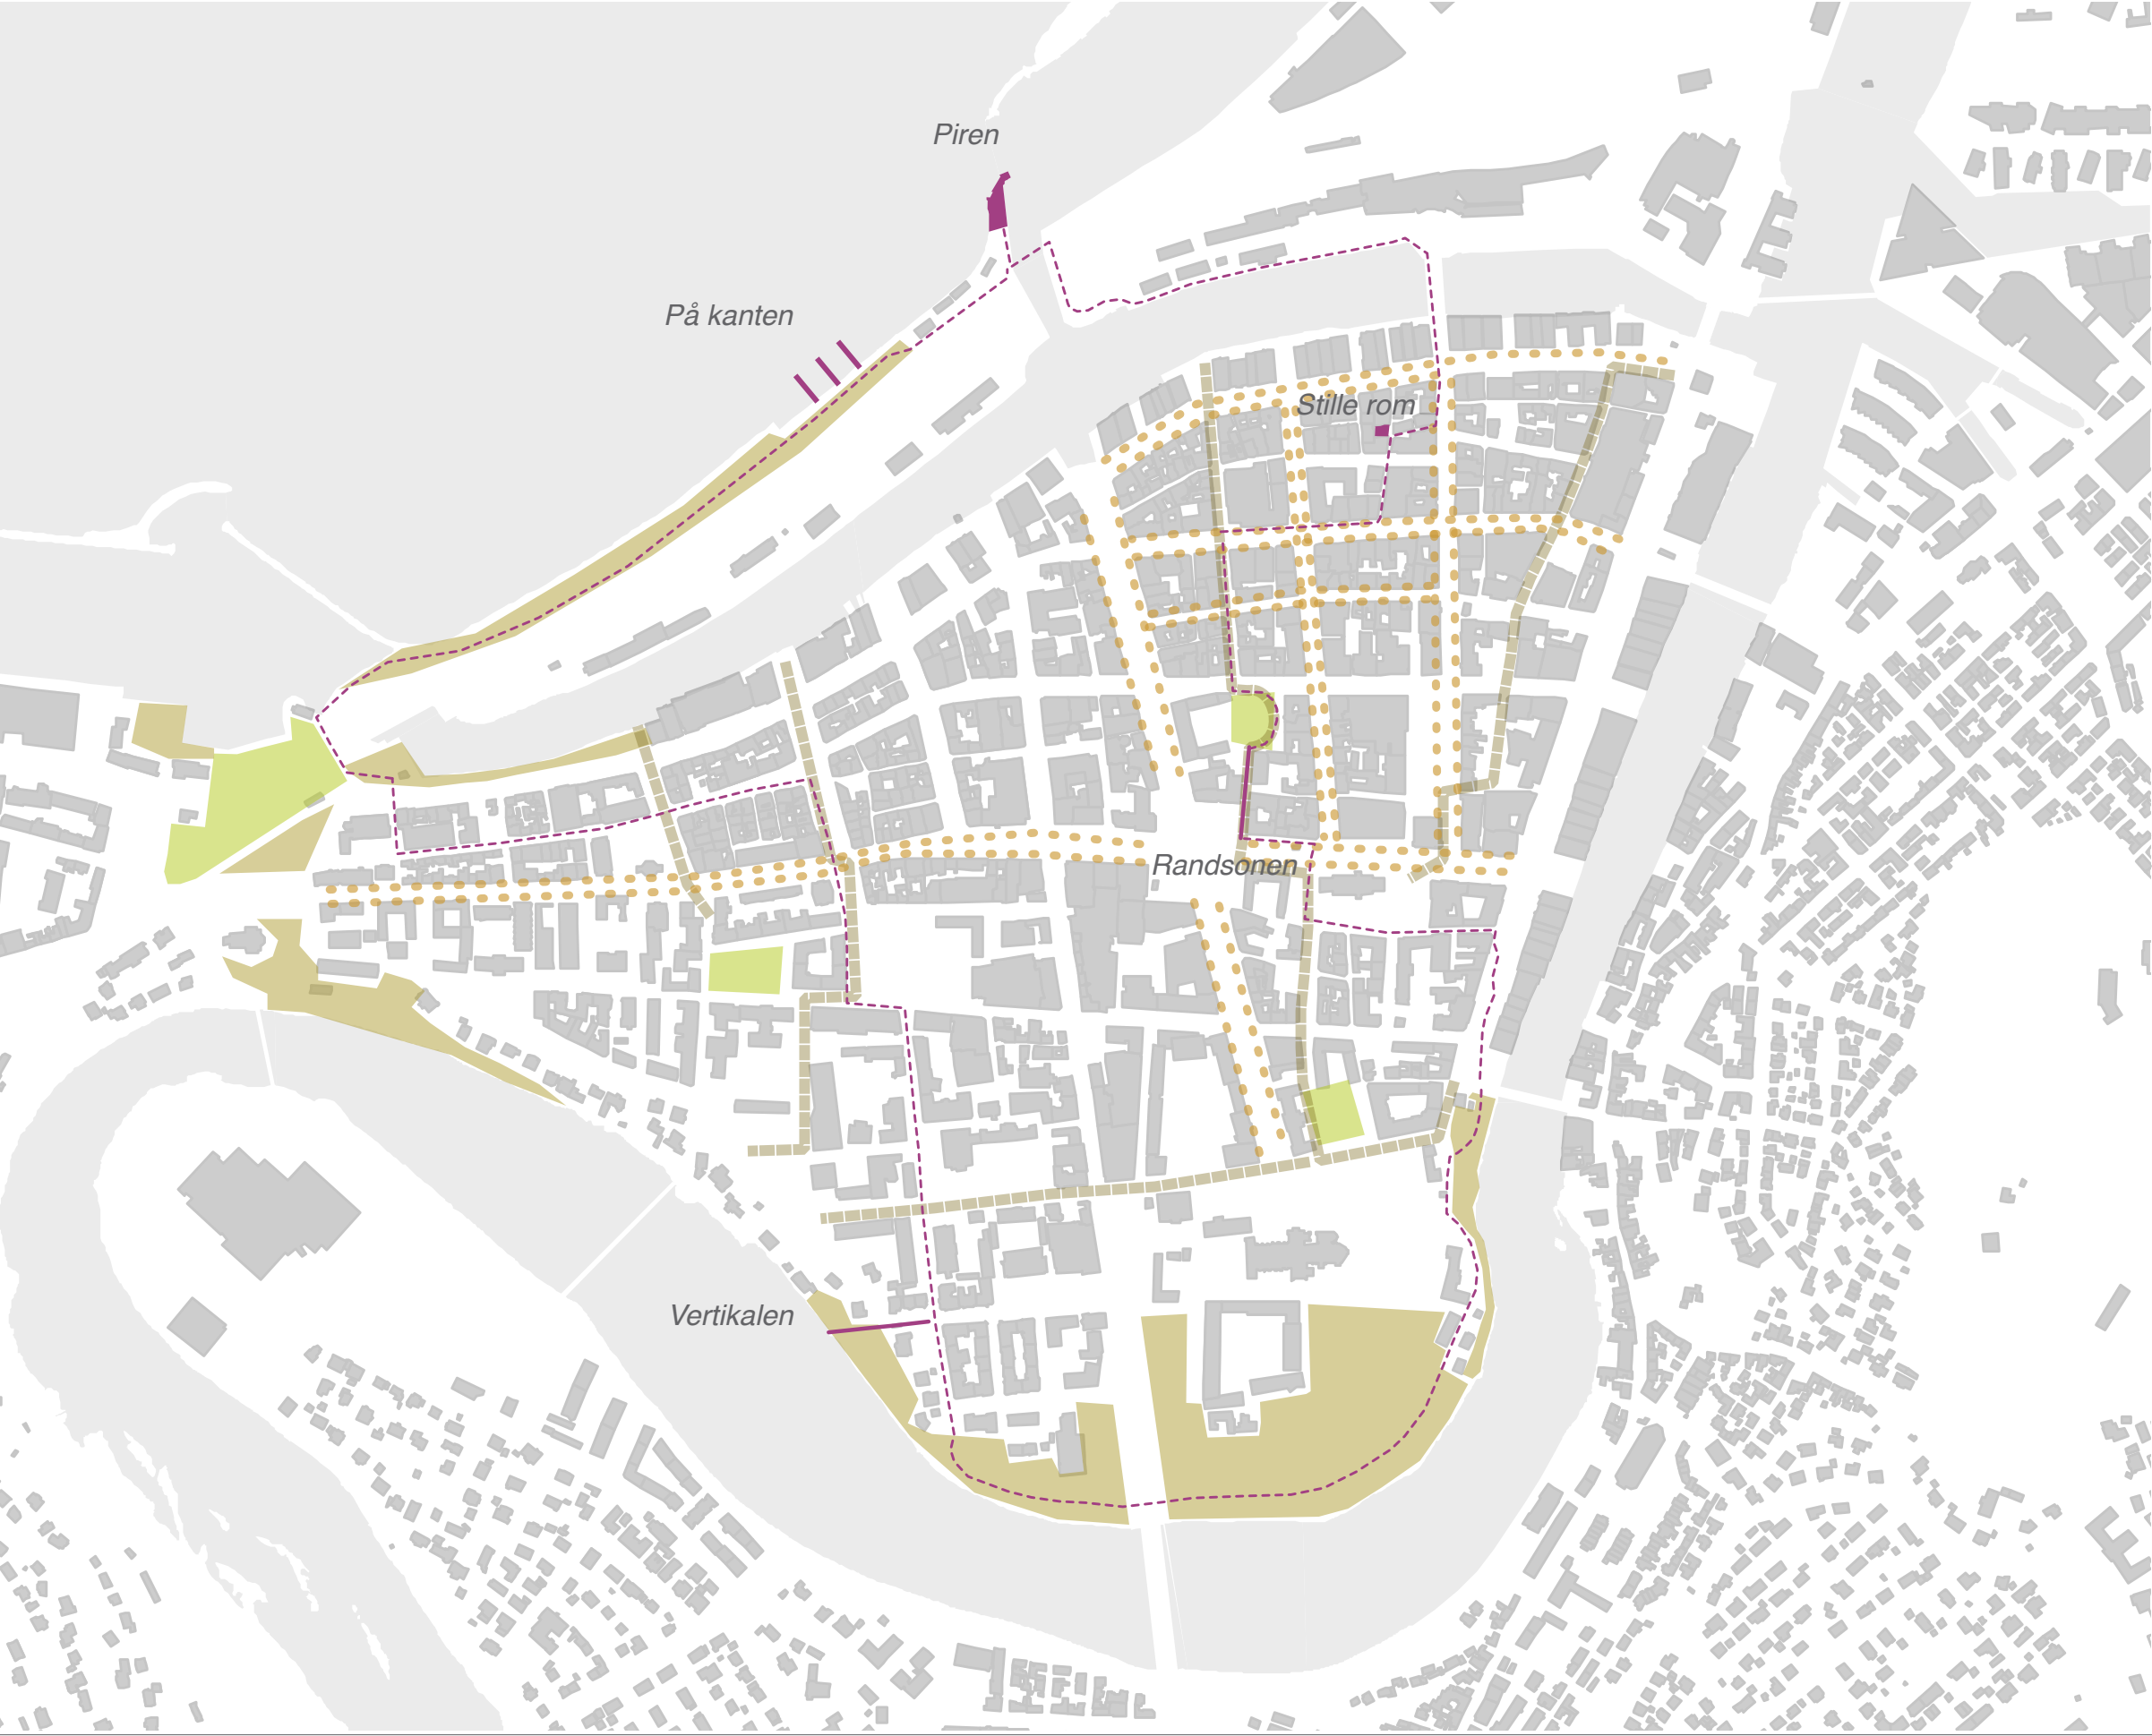 Piren
På kanten
Stille rom
Randsonen
Vertikalen